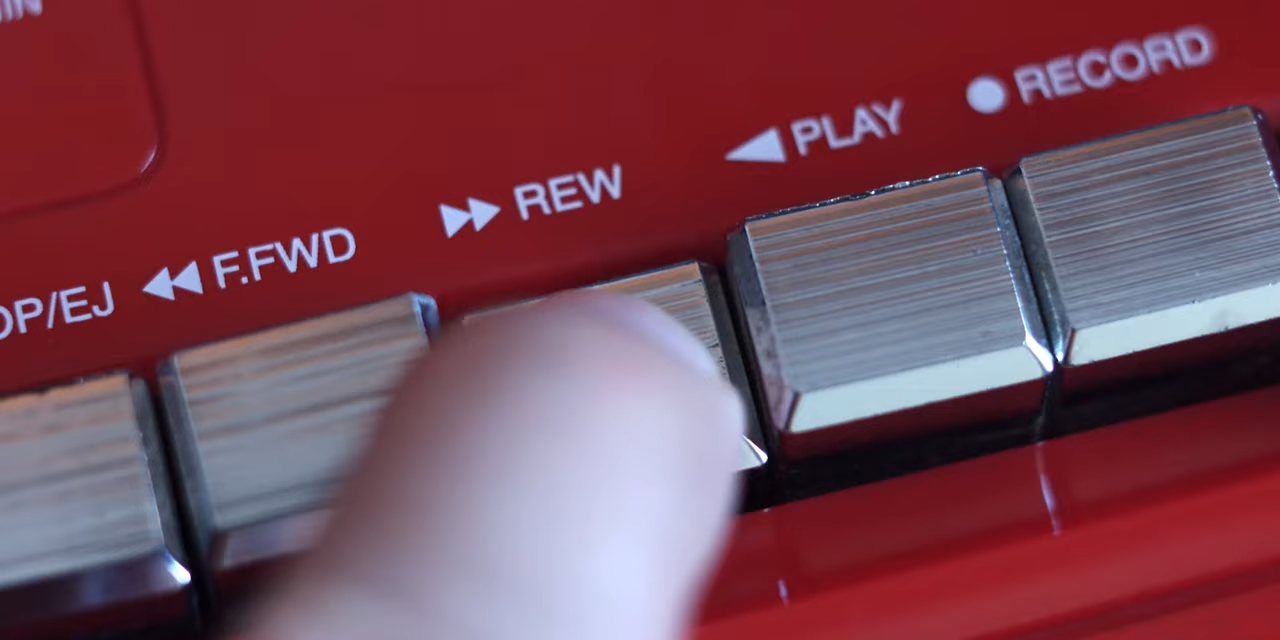 OP/EJ ◀◀ F.FWD ▶▶ REW ◀ PLAY ● RECORD